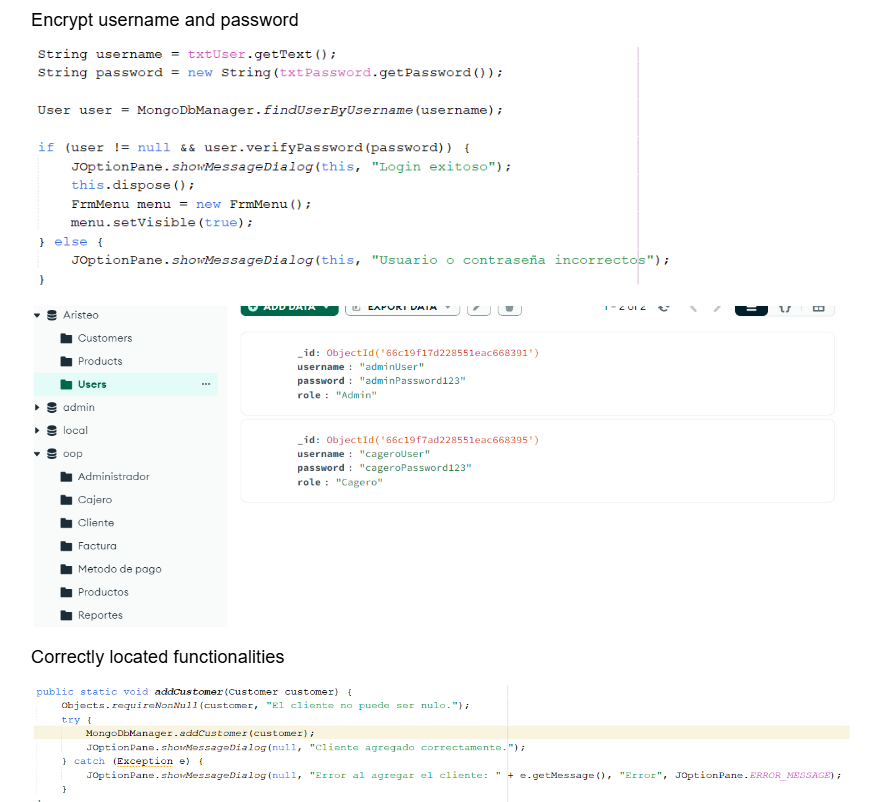 Encrypt username and password
String username = txtUser.getText();
String password = new String(txtPassword.getPassword());
User user = MongoDbManager.findUserByUsername(username);
if (user != null && user.verifyPassword(password)) {
JOptionPane.showMessageDialog(this, "Login exitoso");
this.dispose();
FrmMenu menu = new FrmMenu();
menu.setVisible(true);
} else {
JOptionPane.showMessageDialog(this, "Usuario o contraseña incorrectos");
}
ADD DATA EXPORT DATA 1 – 2 of 2
Aristeo
Customers
Products
Users ...
admin
local
oop
Administrador
Cajero
Cliente
Factura
Metodo de pago
Productos
Reportes
_id: ObjectId('66c19f17d228551eac668391')
username : "adminUser"
password : "adminPassword123"
role : "Admin"
_id: ObjectId('66c19f7ad228551eac668395')
username : "cageroUser"
password : "cageroPassword123"
role : "Cagero"
Correctly located functionalities
public static void addCustomer(Customer customer) {
Objects.requireNonNull(customer, "El cliente no puede ser nulo.");
try {
MongoDbManager.addCustomer(customer);
JOptionPane.showMessageDialog(null, "Cliente agregado correctamente.");
} catch (Exception e) {
JOptionPane.showMessageDialog(null, "Error al agregar el cliente: " + e.getMessage(), "Error", JOptionPane.ERROR_MESSAGE);
}